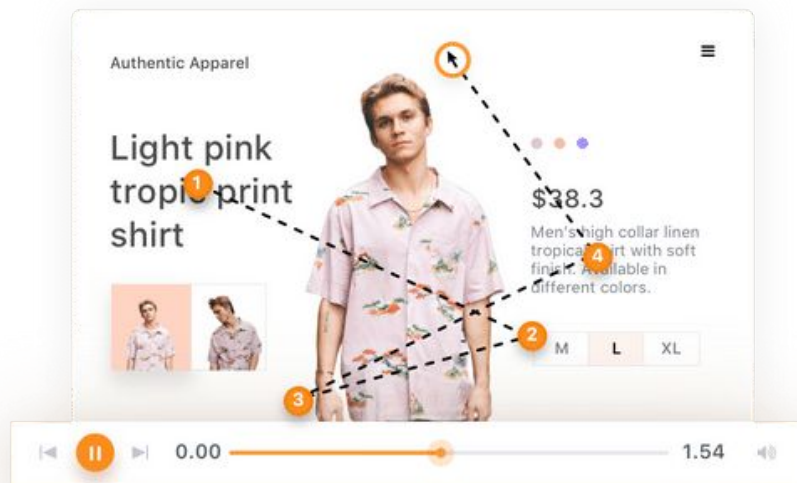 Authentic Apparel
Light pink
tropic print
shirt
$38.3
Men's high collar linen
tropical shirt with soft
finish. Available in
different colors.
M L XL
1
2
3
4
0.00 1.54